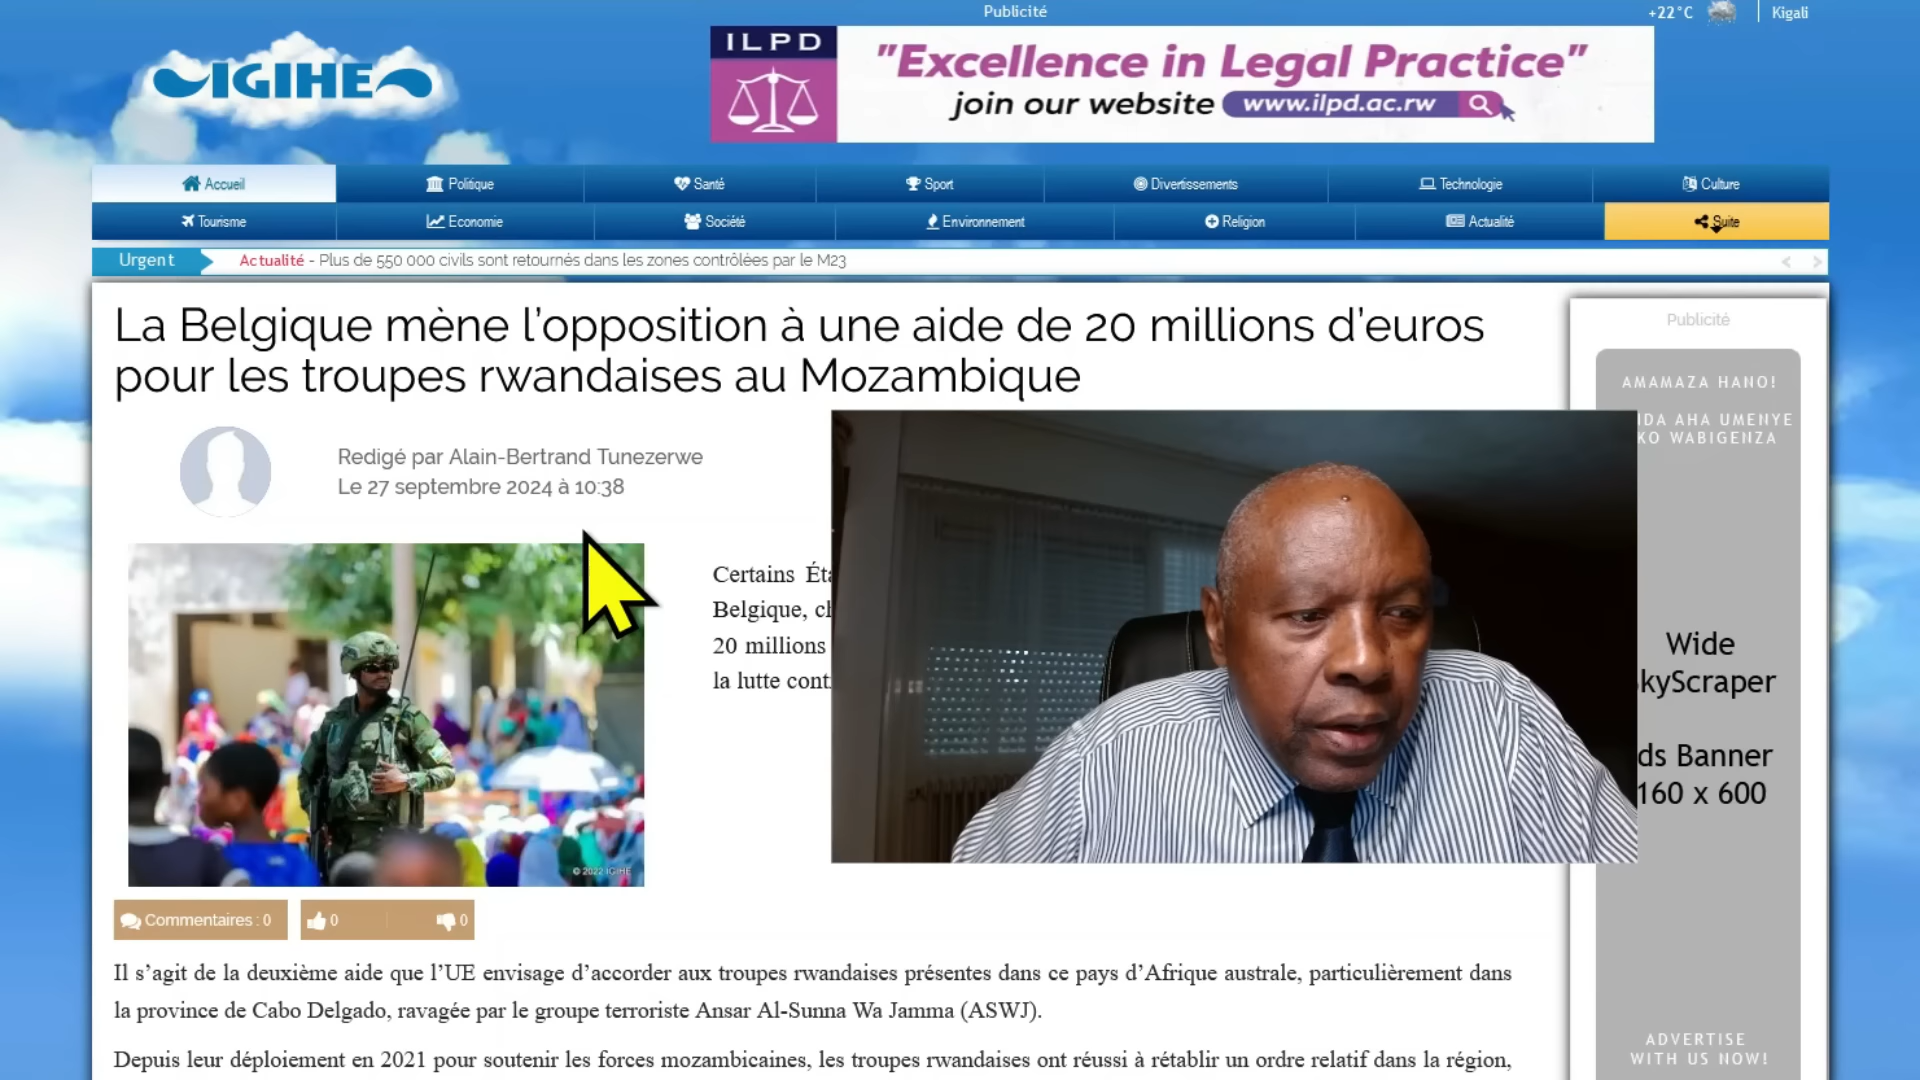 Publicité
+22°C
Kigali
IGIHE
ILPD
"Excellence in Legal Practice"
join our website www.ilpd.ac.rw
Accueil
Politique
Santé
Sport
Divertissements
Technologie
Culture
Tourisme
Economie
Société
Environnement
Religion
Actualité
Suite
Urgent
Actualité - Plus de 550 000 civils sont retournés dans les zones contrôlées par le M23
La Belgique mène l'opposition à une aide de 20 millions d'euros
pour les troupes rwandaises au Mozambique
Redigé par Alain-Bertrand Tunezerwe
Le 27 septembre 2024 à 10:38
Certains
Belgique,
20 millions
la lutte
© 2022 IGIHE
Commentaires : 0
0
0
Il s'agit de la deuxième aide que l'UE envisage d'accorder aux troupes rwandaises présentes dans ce pays d'Afrique australe, particulièrement dans
la province de Cabo Delgado, ravagée par le groupe terroriste Ansar Al-Sunna Wa Jamma (ASWJ).
Depuis leur déploiement en 2021 pour soutenir les forces mozambicaines, les troupes rwandaises ont réussi à rétablir un ordre relatif dans la région,
Publicité
AMAMAZA HANO!
AHA UMENYE
WABIGENZA
Wide
Banner
160 x 600
ADVERTISE
WITH US NOW!